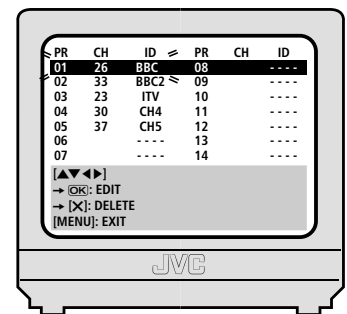 PR CH ID PR CH ID
01 26 BBC 08 - - - -
02 33 BBC2 09 - - - -
03 23 ITV 10 - - - -
04 30 CH4 11 - - - -
05 37 CH5 12 - - - -
06 - - - - 13 - - - -
07 - - - - 14 - - - -
[▲▼◀▶]
→ OK: EDIT
→ [X]: DELETE
[MENU]: EXIT
JVC